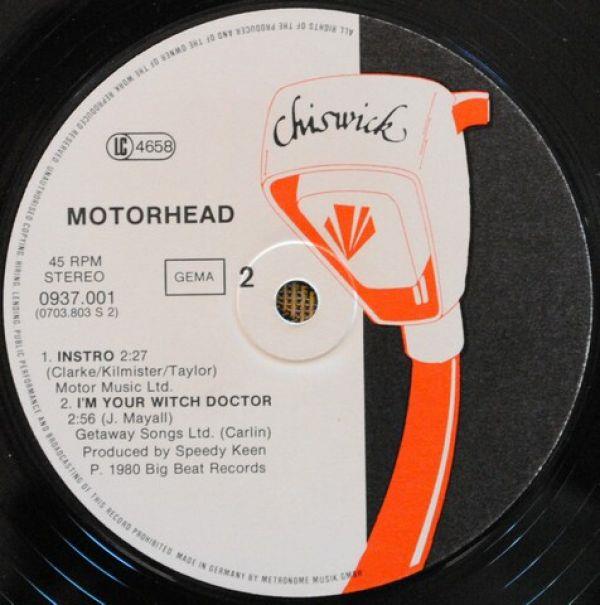 ALL RIGHTS OF THE PRODUCER AND OF THE OWNER OF THE WORK REPRODUCED RESERVED. UNAUTHORISED COPYING, HIRING, LENDING, PUBLIC PERFORMANCE AND BROADCASTING OF THIS RECORD PROHIBITED. MADE IN GERMANY BY METRONOME MUSIK GMBH
Chiswick
LC 4658
MOTORHEAD
45 RPM
STEREO
GEMA 2
0937.001
(0703.803 S 2)
1. INSTRO 2:27
(Clarke/Kilmister/Taylor)
Motor Music Ltd.
2. I'M YOUR WITCH DOCTOR
2:56 (J. Mayall)
Getaway Songs Ltd. (Carlin)
Produced by Speedy Keen
P. 1980 Big Beat Records